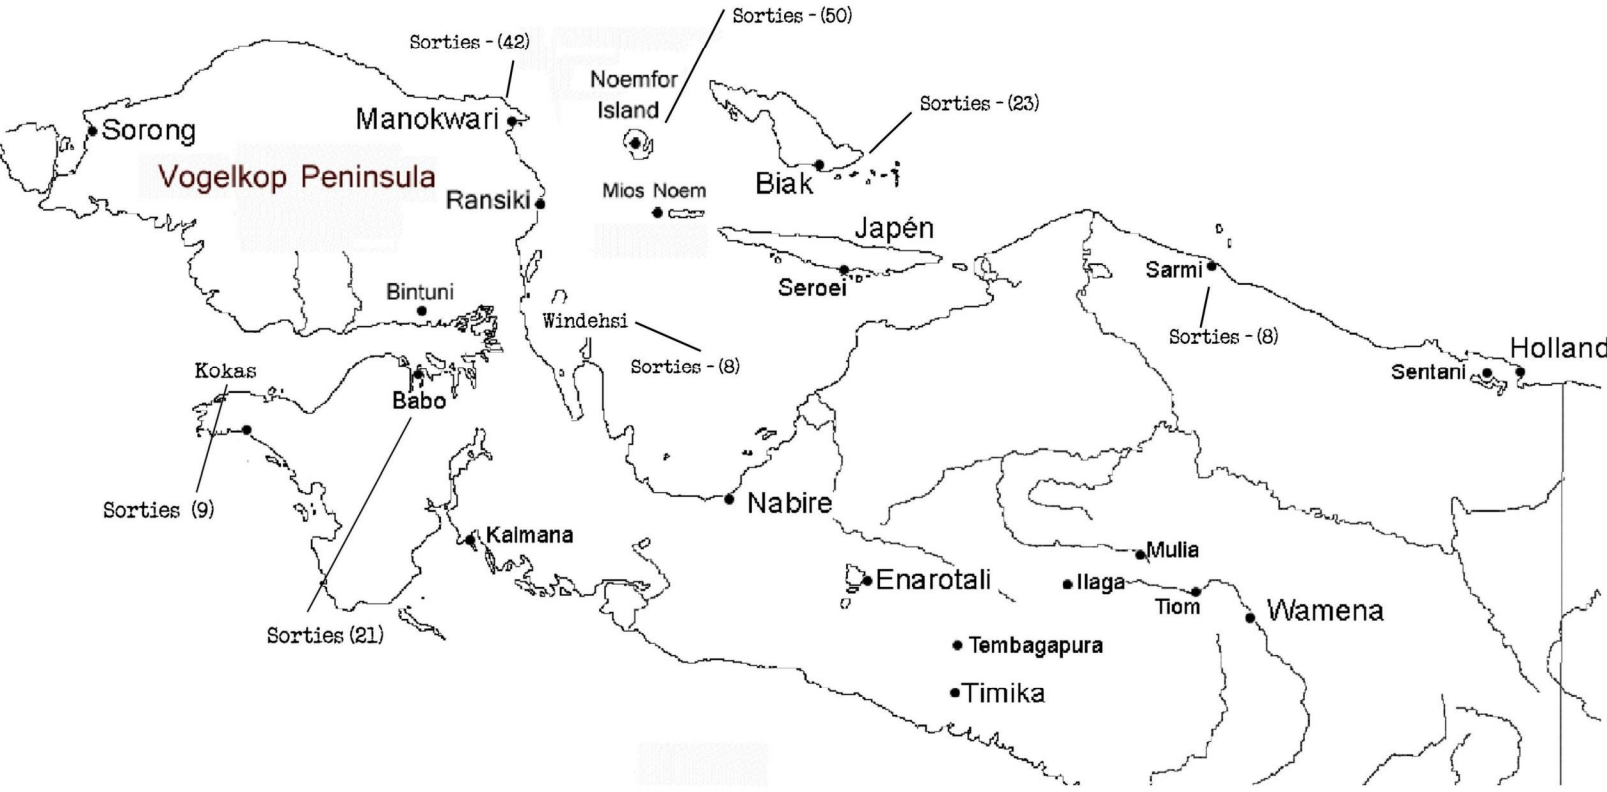 Sorties - (50)
Sorties - (42)
Noemfor
Island
Sorties - (23)
Manokwari
Sorong
Vogelkop Peninsula
Biak
Mios Noem
Ransiki
Japén
Sarmi
Seroei
Bintuni
Windehsi
Sorties - (8)
Holland
Sorties - (8)
Kokas
Sentani
Babo
Nabire
Sorties (9)
Kalmana
Mulia
Enarotali
Ilaga
Tiom
Wamena
Sorties (21)
Tembagapura
Timika